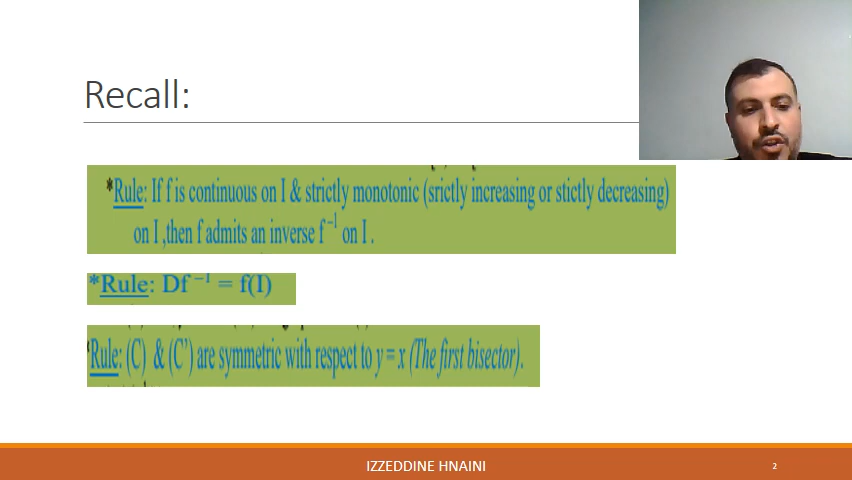 Recall:
*Rule: If f is continuous on I & strictly monotonic (srictly increasing or stictly decreasing)
on I ,then f admits an inverse f⁻¹ on I .
*Rule: Df⁻¹ = f(I)
*Rule: (C) & (C’) are symmetric with respect to y = x (The first bisector).
IZZEDDINE HNAINI
2